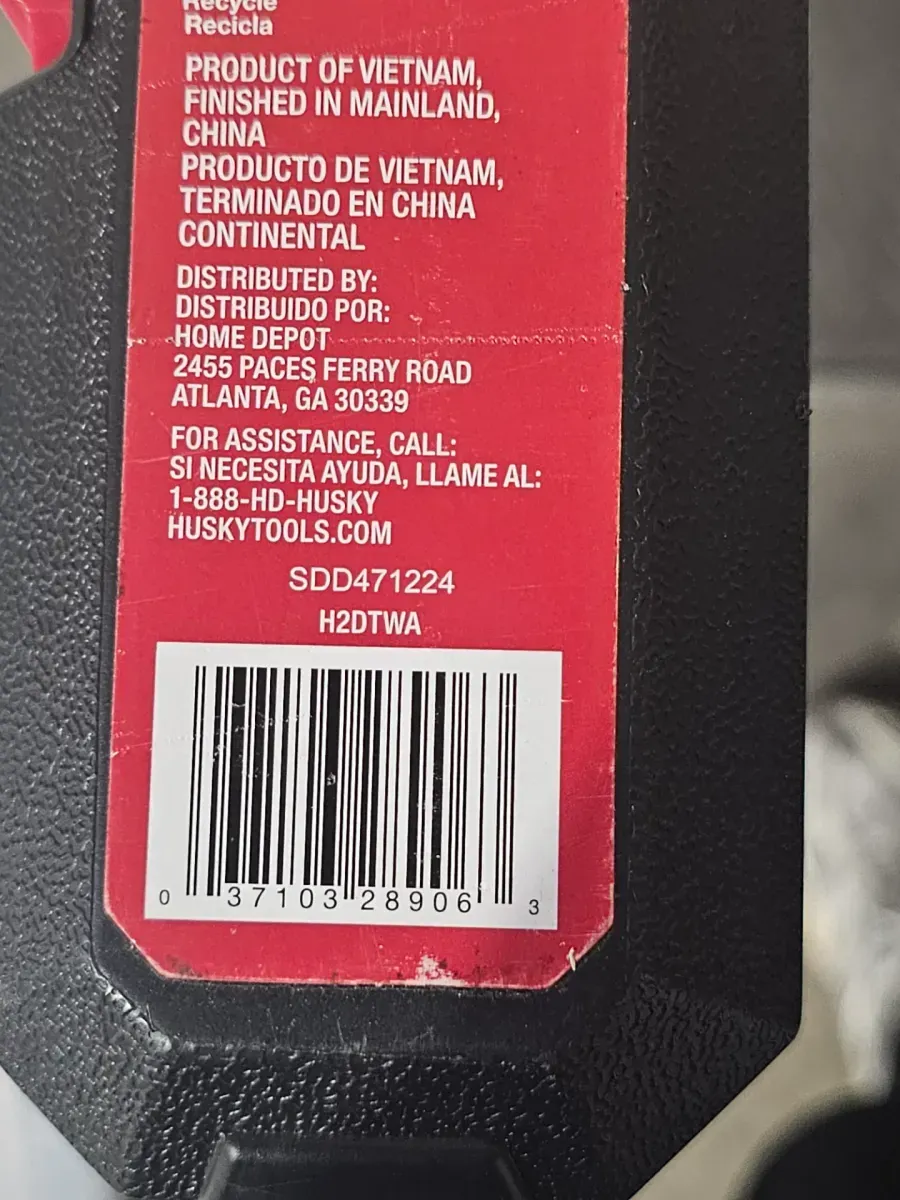 Recycle
Recicla
PRODUCT OF VIETNAM,
FINISHED IN MAINLAND,
CHINA
PRODUCTO DE VIETNAM,
TERMINADO EN CHINA
CONTINENTAL
DISTRIBUTED BY:
DISTRIBUIDO POR:
HOME DEPOT
2455 PACES FERRY ROAD
ATLANTA, GA 30339
FOR ASSISTANCE, CALL:
SI NECESITA AYUDA, LLAME AL:
1-888-HD-HUSKY
HUSKYTOOLS.COM
SDD471224
H2DTWA
0 37103 28906 3